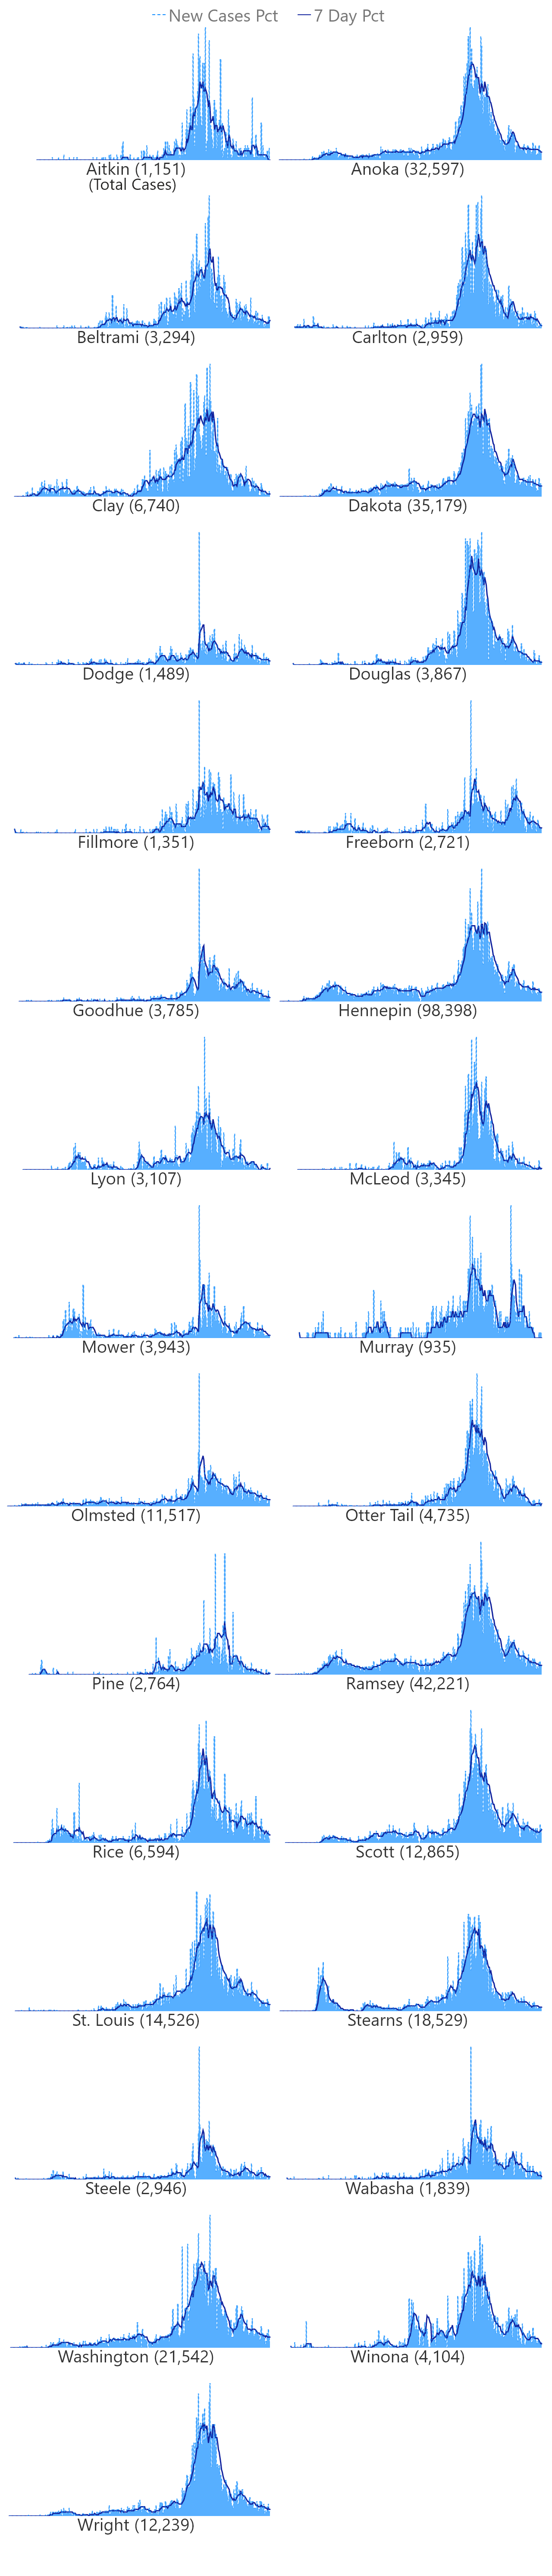 New Cases Pct 7 Day Pct
Aitkin (1,151)
(Total Cases)
Anoka (32,597)
Beltrami (3,294)
Carlton (2,959)
Clay (6,740)
Dakota (35,179)
Dodge (1,489)
Douglas (3,867)
Fillmore (1,351)
Freeborn (2,721)
Goodhue (3,785)
Hennepin (98,398)
Lyon (3,107)
McLeod (3,345)
Mower (3,943)
Murray (935)
Olmsted (11,517)
Otter Tail (4,735)
Pine (2,764)
Ramsey (42,221)
Rice (6,594)
Scott (12,865)
St. Louis (14,526)
Stearns (18,529)
Steele (2,946)
Wabasha (1,839)
Washington (21,542)
Winona (4,104)
Wright (12,239)